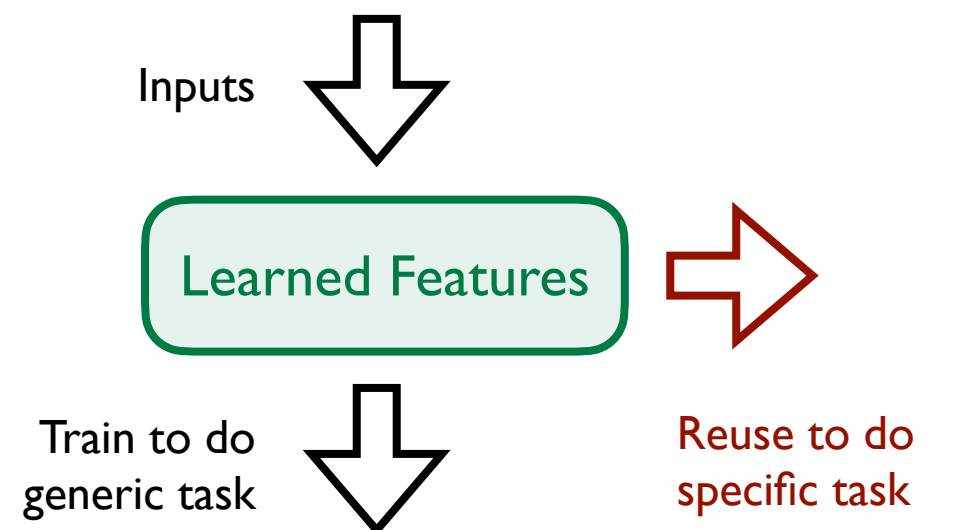 Inputs
Learned Features
Train to do
generic task
Reuse to do
specific task